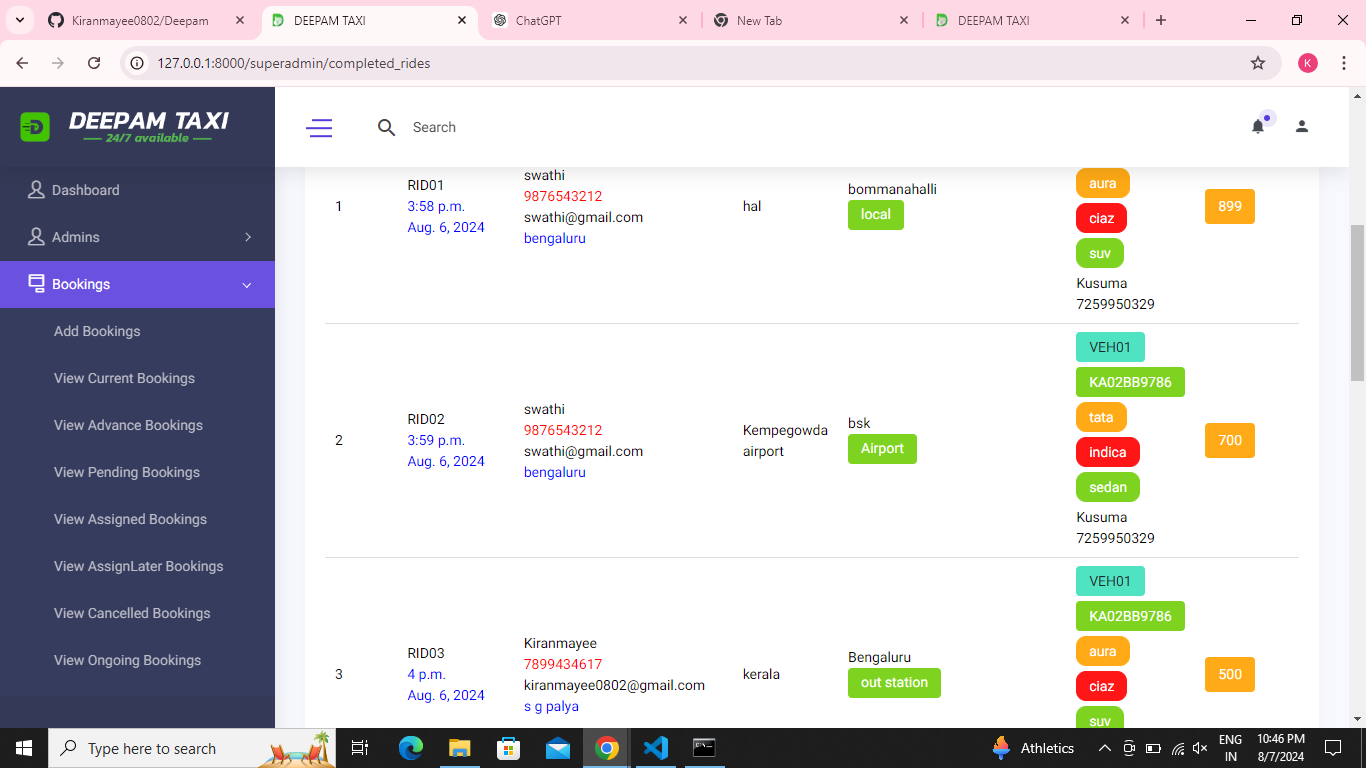 Kiranmayee0802/Deepam
DEEPAM TAXI
ChatGPT
New Tab
DEEPAM TAXI
127.0.0.1:8000/superadmin/completed_rides
K
DEEPAM TAXI
24/7 available
Search
Dashboard
Admins
Bookings
Add Bookings
View Current Bookings
View Advance Bookings
View Pending Bookings
View Assigned Bookings
View AssignLater Bookings
View Cancelled Bookings
View Ongoing Bookings
1
RID01
3:58 p.m.
Aug. 6, 2024
swathi
9876543212
swathi@gmail.com
bengaluru
hal
bommanahalli
local
aura
ciaz
suv
Kusuma
7259950329
899
2
RID02
3:59 p.m.
Aug. 6, 2024
swathi
9876543212
swathi@gmail.com
bengaluru
Kempegowda
airport
bsk
Airport
VEH01
KA02BB9786
tata
indica
sedan
Kusuma
7259950329
700
3
RID03
4 p.m.
Aug. 6, 2024
Kiranmayee
7899434617
kiranmayee0802@gmail.com
s g palya
kerala
Bengaluru
out station
VEH01
KA02BB9786
aura
ciaz
suv
500
Type here to search
Athletics
ENG
IN
10:46 PM
8/7/2024